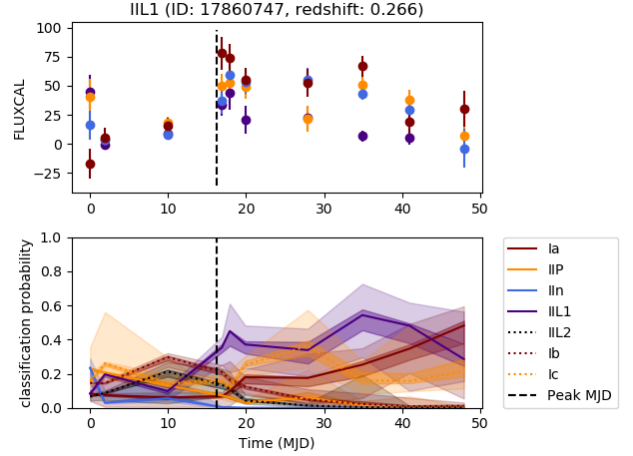 IIL1 (ID: 17860747, redshift: 0.266)
FLUXCAL
100
75
50
25
0
−25
0
10
20
30
40
50
classification probability
1.0
0.8
0.6
0.4
0.2
0.0
0
10
20
30
40
50
Time (MJD)
Ia
IIP
IIn
IIL1
IIL2
Ib
Ic
Peak MJD